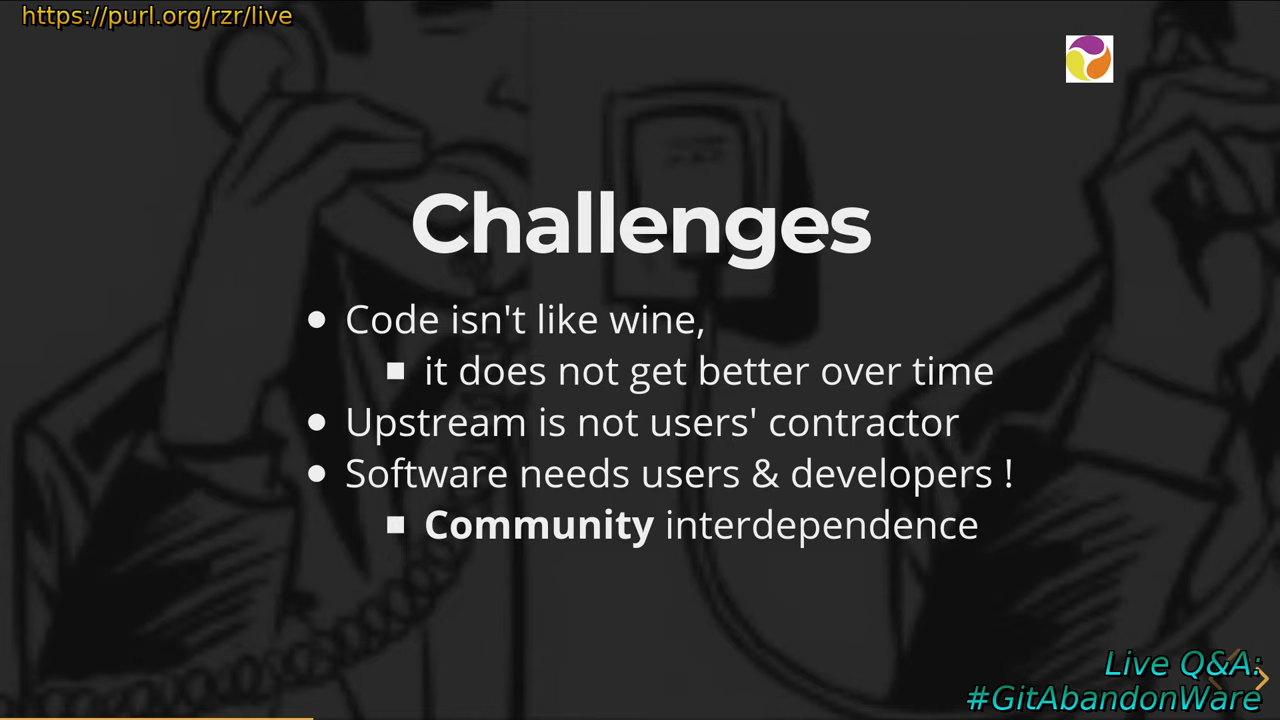 https://purl.org/rzr/live
Challenges
Code isn't like wine,
it does not get better over time
Upstream is not users' contractor
Software needs users & developers !
Community interdependence
Live Q&A:
#GitAbandonWare